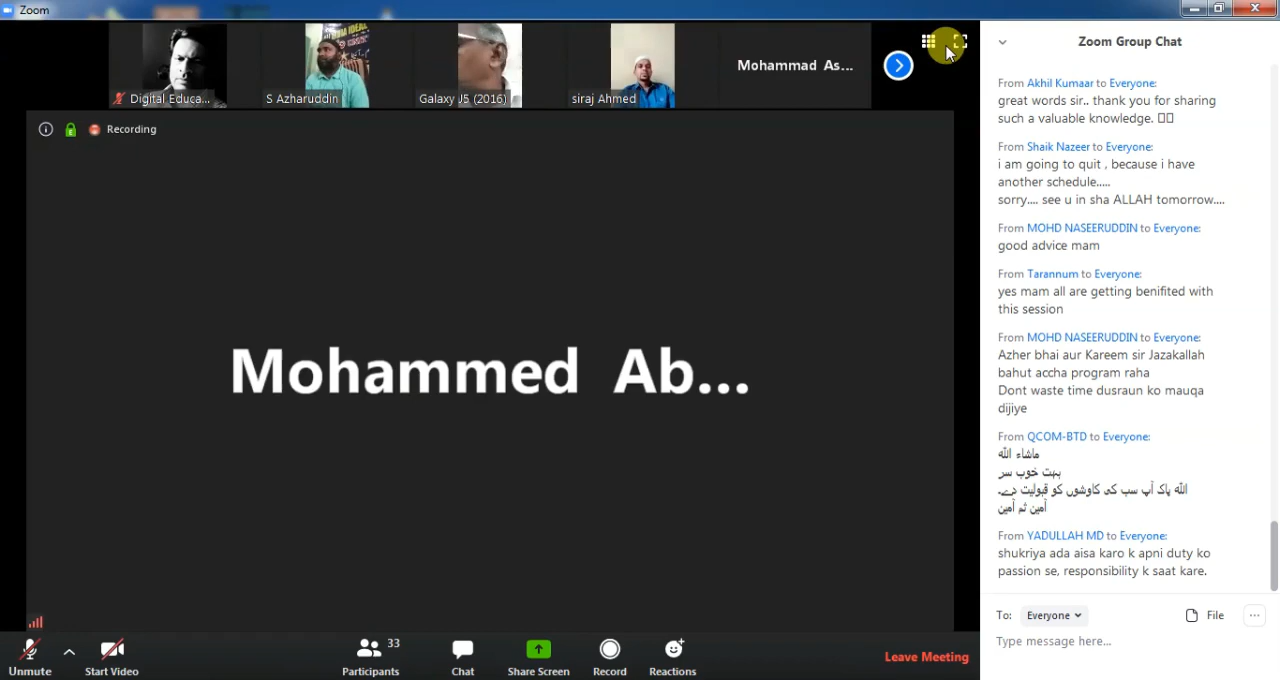 Zoom
Digital Educa...
S Azharuddin
Galaxy J5 (2016)
siraj Ahmed
Mohammad As...
Recording
Mohammed Ab...
Unmute
Start Video
Participants
33
Chat
Share Screen
Record
Reactions
Leave Meeting
Zoom Group Chat
From Akhil Kumaar to Everyone:
great words sir.. thank you for sharing
such a valuable knowledge.
From Shaik Nazeer to Everyone:
i am going to quit , because i have
another schedule.....
sorry.... see u in sha ALLAH tomorrow....
From MOHD NASEERUDDIN to Everyone:
good advice mam
From Tarannum to Everyone:
yes mam all are getting benifited with
this session
From MOHD NASEERUDDIN to Everyone:
Azher bhai aur Kareem sir Jazakallah
bahut accha program raha
Dont waste time dusraun ko mauqa
dijiye
From QCOM-BTD to Everyone:
ماشاء اللہ
بہت خوب سر
اللہ پاک آپ سب کی کاوشوں کو قبولیت دے۔
آمین ثم آمین
From YADULLAH MD to Everyone:
shukriya ada aisa karo k apni duty ko
passion se, responsibility k saat kare.
To: Everyone
File
Type message here...